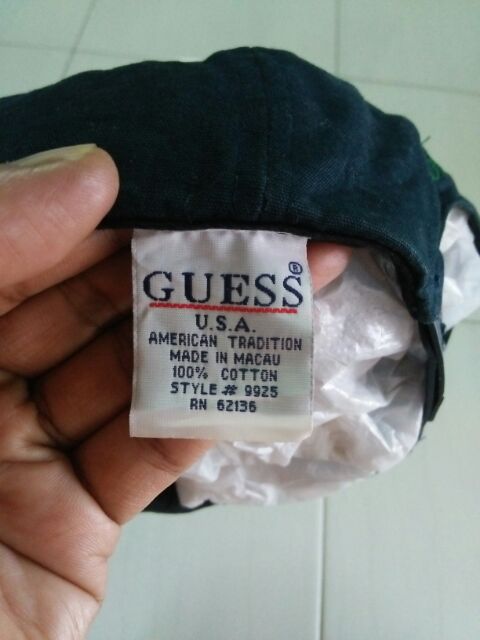 GUESS®
U.S.A.
AMERICAN TRADITION
MADE IN MACAU
100% COTTON
STYLE # 9925
RN 62136